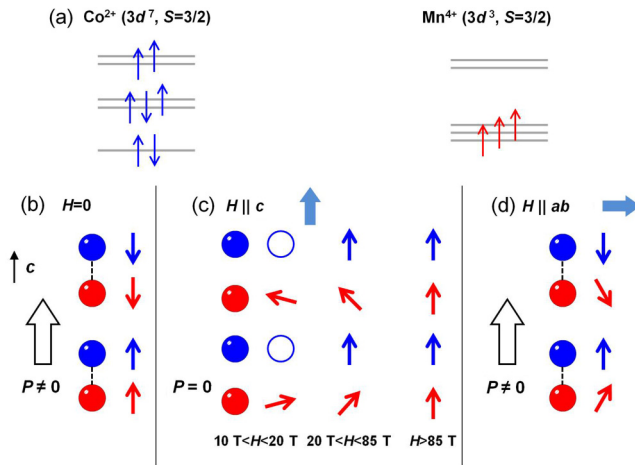 (a) Co²⁺ (3d⁷, S=3/2) Mn⁴⁺ (3d³, S=3/2)
(b) H=0 (c) H || c (d) H || ab
c
P ≠ 0 P = 0 P ≠ 0
10 T<H<20 T 20 T<H<85 T H>85 T